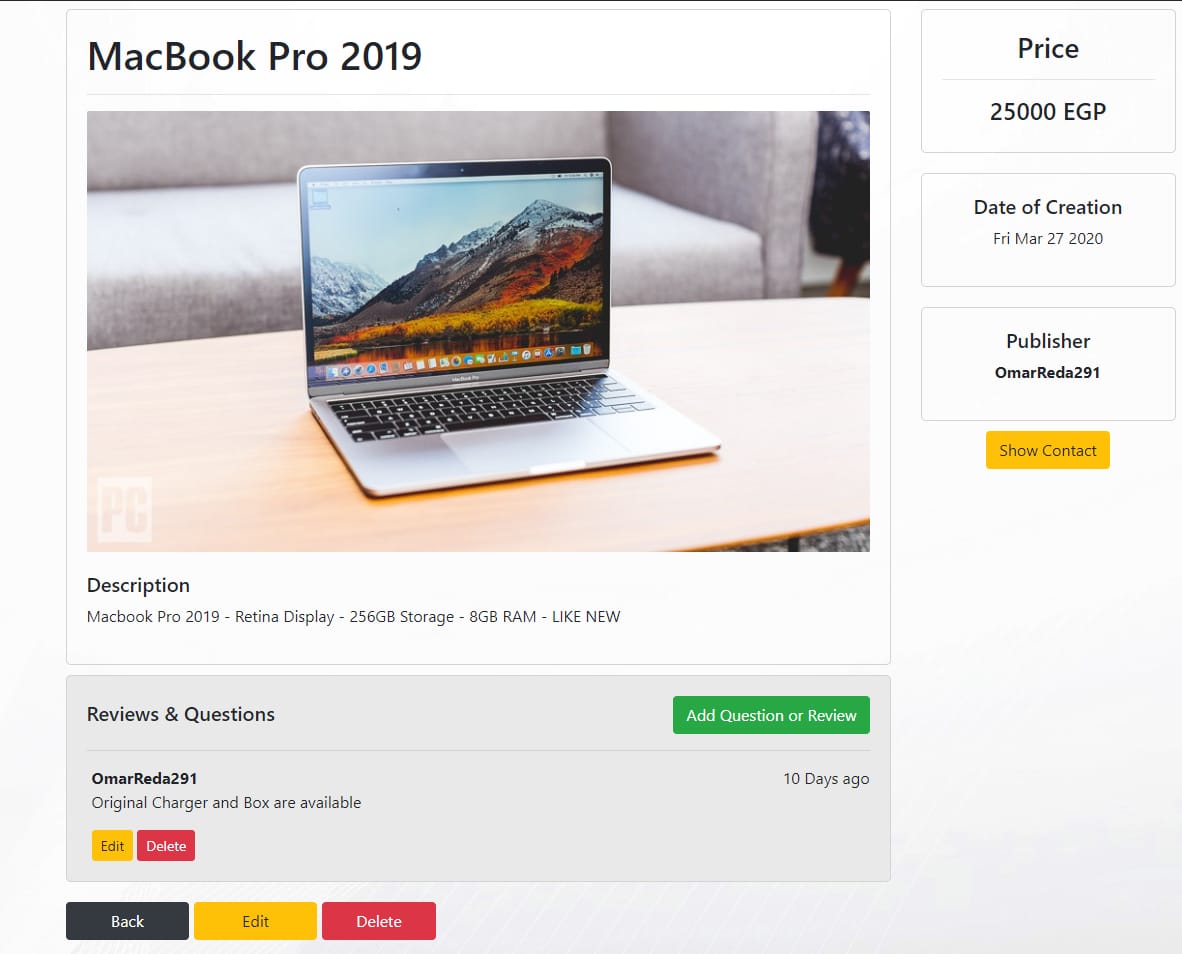 MacBook Pro 2019
MacBook Pro
PC
Description
Macbook Pro 2019 - Retina Display - 256GB Storage - 8GB RAM - LIKE NEW
Reviews & Questions
Add Question or Review
OmarReda291
10 Days ago
Original Charger and Box are available
Edit
Delete
Back
Edit
Delete
Price
25000 EGP
Date of Creation
Fri Mar 27 2020
Publisher
OmarReda291
Show Contact